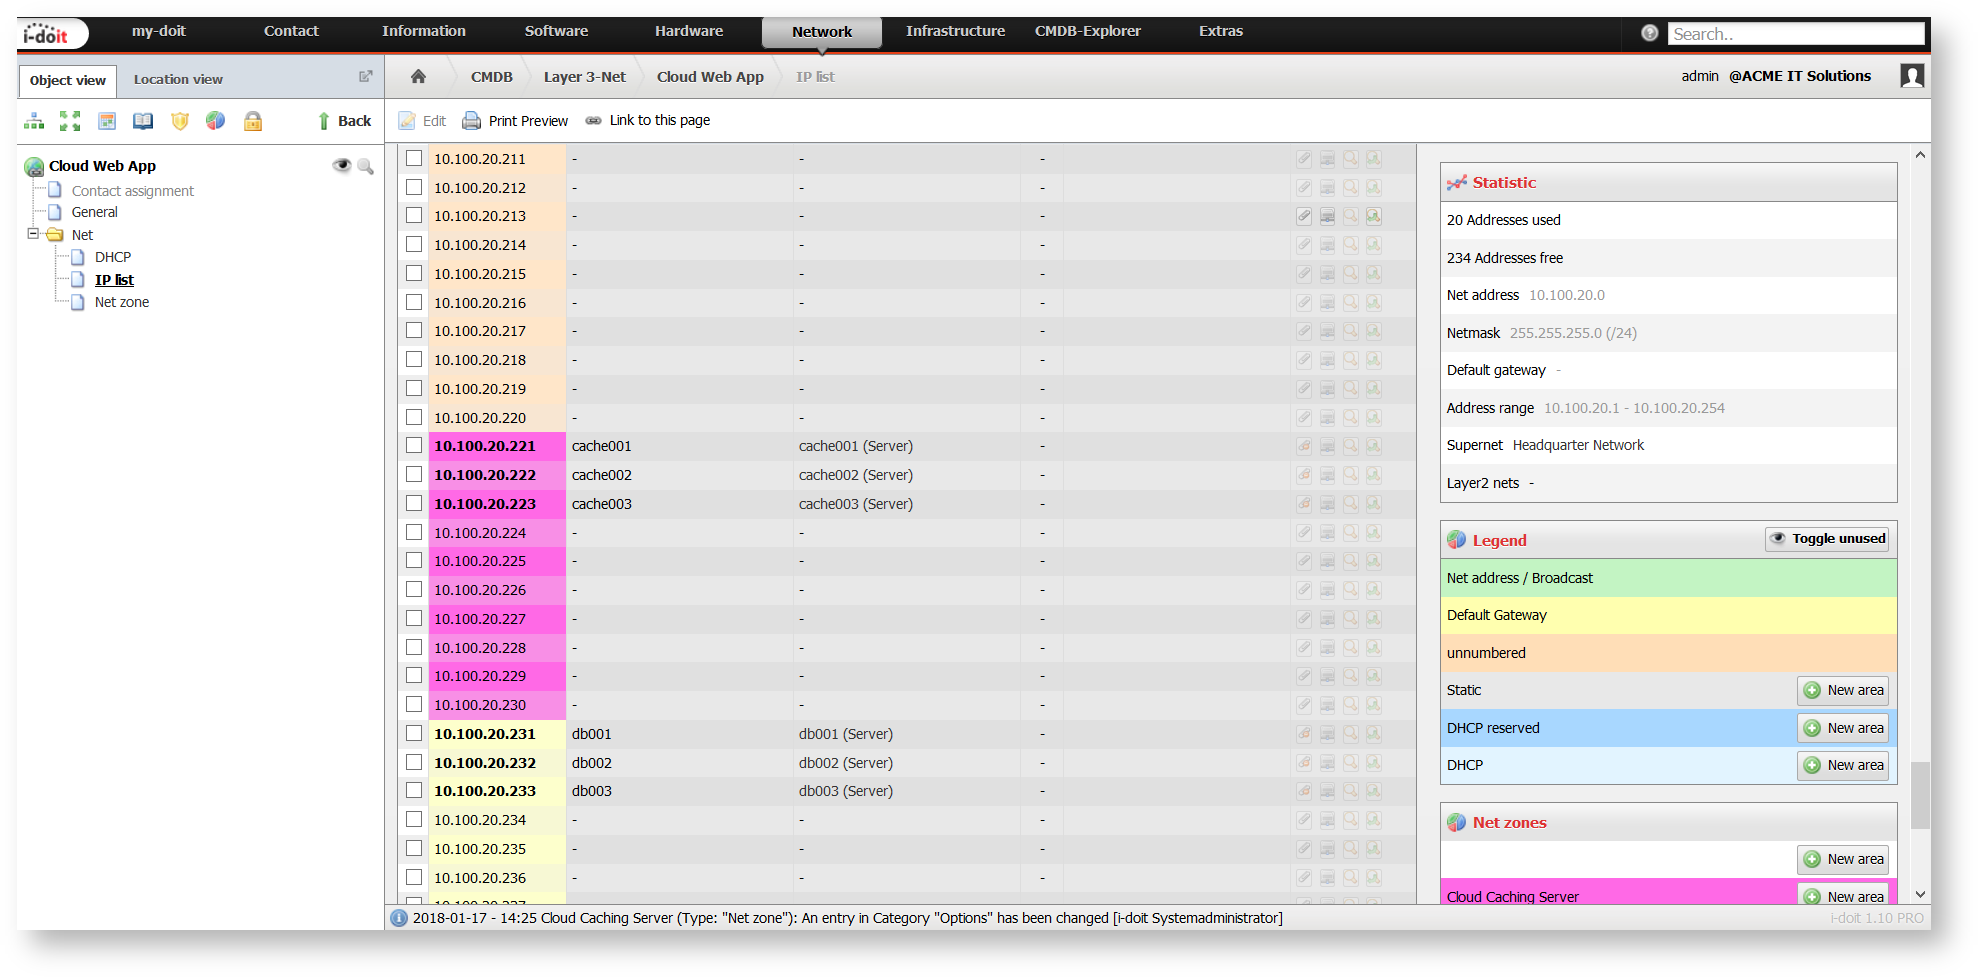 i-doit my-doit Contact Information Software Hardware Network Infrastructure CMDB-Explorer Extras Search..
Object view Location view
CMDB Layer 3-Net Cloud Web App IP list admin @ACME IT Solutions
Back
Edit Print Preview Link to this page
Cloud Web App
Contact assignment
General
Net
DHCP
IP list
Net zone
10.100.20.211 - - -
10.100.20.212 - - -
10.100.20.213 - - -
10.100.20.214 - - -
10.100.20.215 - - -
10.100.20.216 - - -
10.100.20.217 - - -
10.100.20.218 - - -
10.100.20.219 - - -
10.100.20.220 - - -
10.100.20.221 cache001 cache001 (Server) -
10.100.20.222 cache002 cache002 (Server) -
10.100.20.223 cache003 cache003 (Server) -
10.100.20.224 - - -
10.100.20.225 - - -
10.100.20.226 - - -
10.100.20.227 - - -
10.100.20.228 - - -
10.100.20.229 - - -
10.100.20.230 - - -
10.100.20.231 db001 db001 (Server) -
10.100.20.232 db002 db002 (Server) -
10.100.20.233 db003 db003 (Server) -
10.100.20.234 - - -
10.100.20.235 - - -
10.100.20.236 - - -
Statistic
20 Addresses used
234 Addresses free
Net address 10.100.20.0
Netmask 255.255.255.0 (/24)
Default gateway -
Address range 10.100.20.1 - 10.100.20.254
Supernet Headquarter Network
Layer2 nets -
Legend Toggle unused
Net address / Broadcast
Default Gateway
unnumbered
Static New area
DHCP reserved New area
DHCP New area
Net zones
New area
Cloud Caching Server New area
2018-01-17 - 14:25 Cloud Caching Server (Type: "Net zone"): An entry in Category "Options" has been changed [i-doit Systemadministrator]
i-doit 1.10 PRO